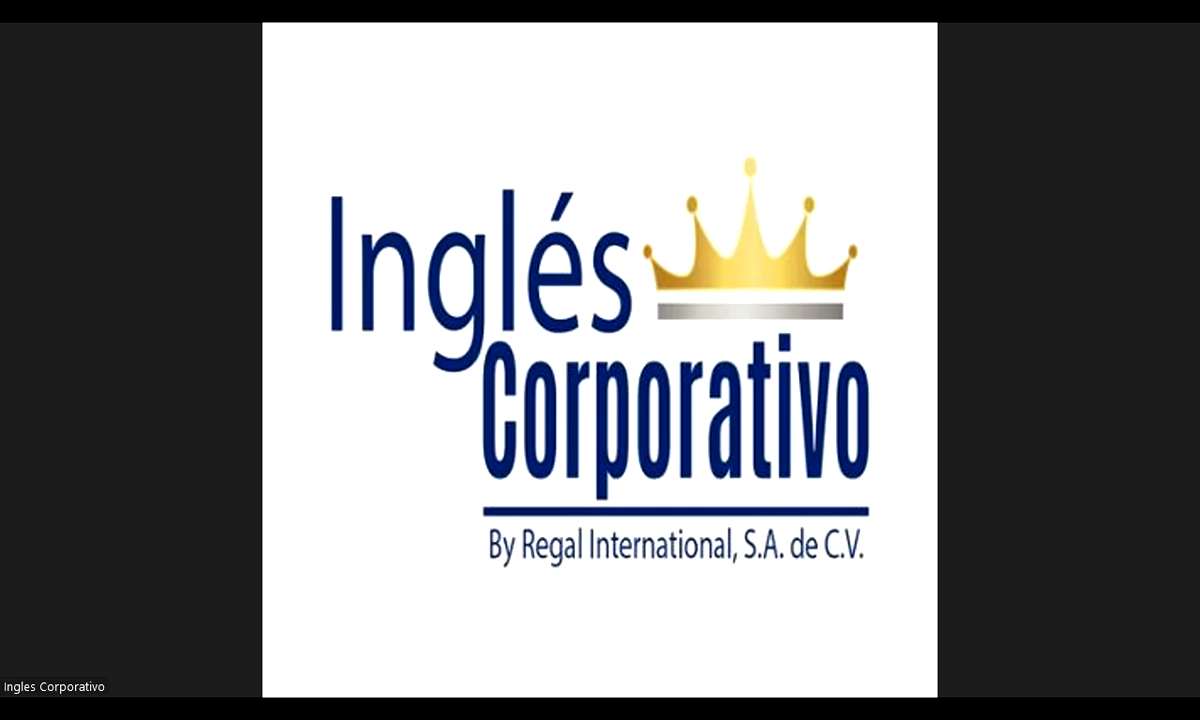 Inglés
Corporativo
By Regal International, S.A. de C.V.
Ingles Corporativo